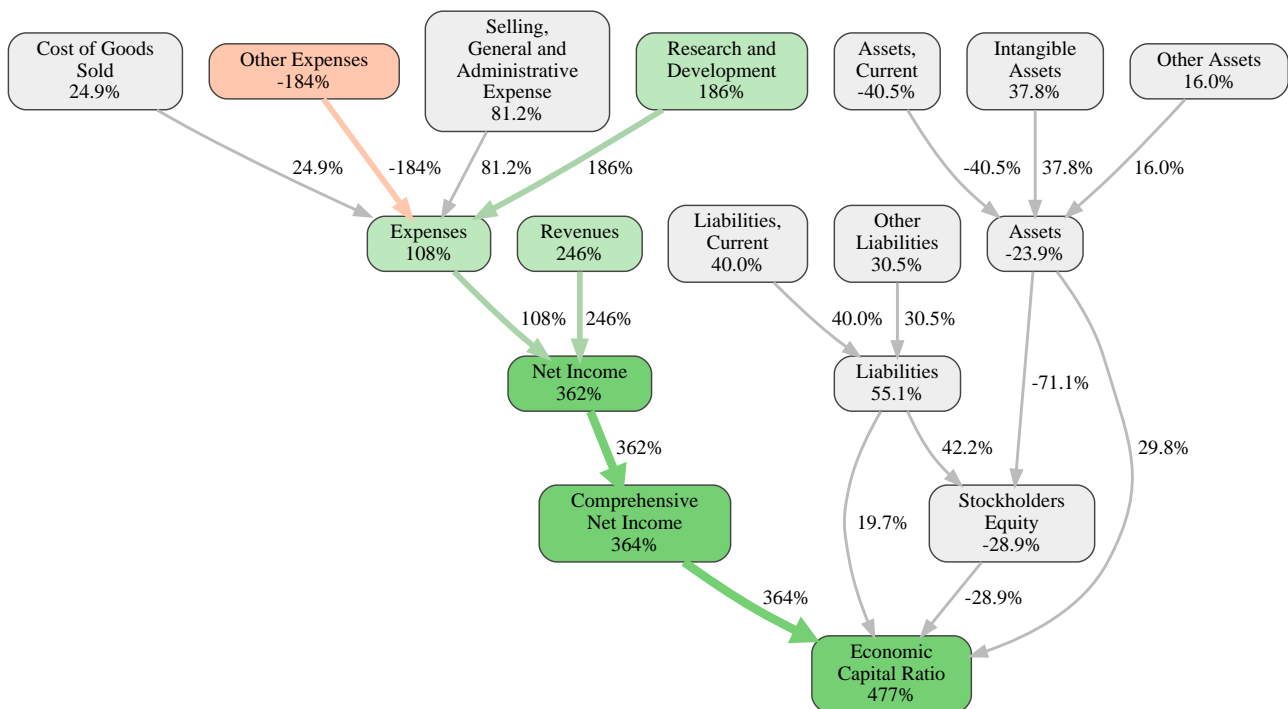 Cost of Goods
Sold
24.9%
Other Expenses
-184%
Selling,
General and
Administrative
Expense
81.2%
Research and
Development
186%
Assets,
Current
-40.5%
Intangible
Assets
37.8%
Other Assets
16.0%
24.9%
-184%
81.2%
186%
-40.5%
37.8%
16.0%
Expenses
108%
Revenues
246%
Liabilities,
Current
40.0%
Other
Liabilities
30.5%
Assets
-23.9%
108%
246%
40.0%
30.5%
Net Income
362%
Liabilities
55.1%
-71.1%
362%
42.2%
29.8%
Comprehensive
Net Income
364%
19.7%
Stockholders
Equity
-28.9%
364%
-28.9%
Economic
Capital Ratio
477%